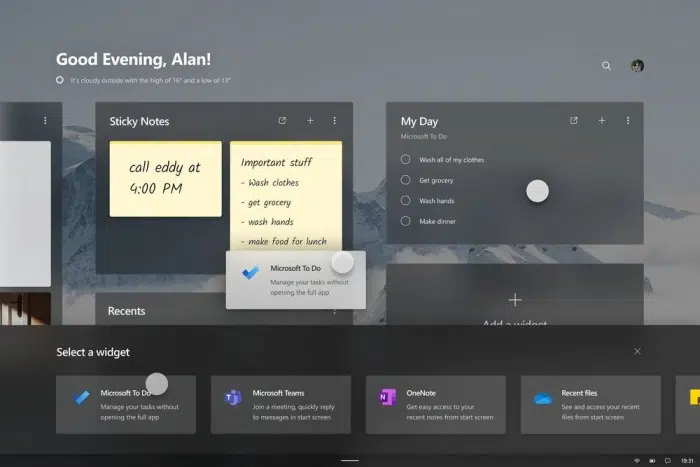 Good Evening, Alan!
It's cloudy outside with the high of 16° and a low of 13°
Sticky Notes
call eddy at
4:00 PM
Important stuff
- Wash clothes
- get grocery
- wash hands
- make food for lunch
My Day
Microsoft To Do
Wash all of my clothes
Get grocery
Wash hands
Make dinner
Microsoft To Do
Manage your tasks without
opening the full app
Recents
Add a widget
Select a widget
Microsoft To Do
Manage your tasks without
opening the full app
Microsoft Teams
Join a meeting, quickly reply
to messages in start screen
OneNote
Get easy access to your
recent notes from start screen
Recent files
See and access your recent
files from start screen
19:31